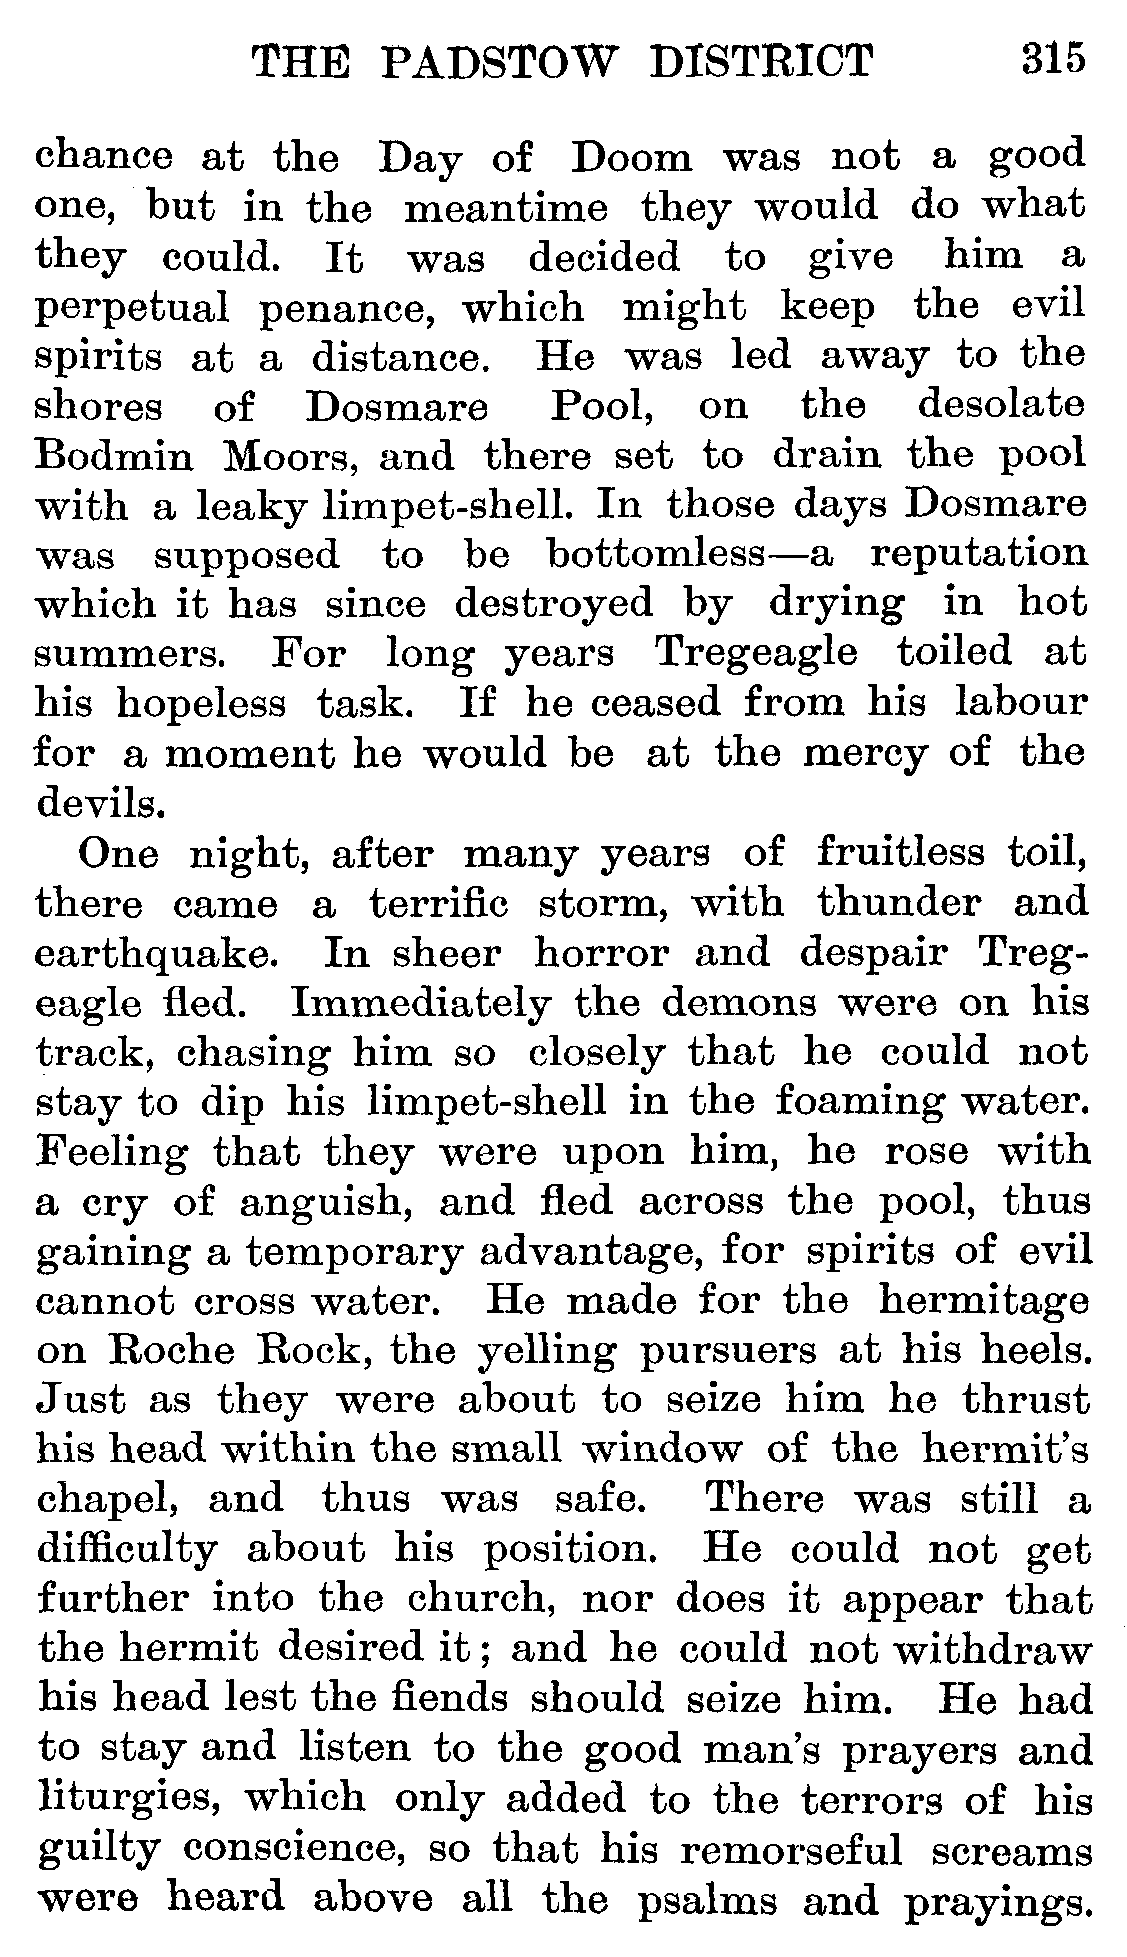 THE PADSTOW DISTRICT 315
chance at the Day of Doom was not a good
one, but in the meantime they would do what
they could. It was decided to give him a
perpetual penance, which might keep the evil
spirits at a distance. He was led away to the
shores of Dosmare Pool, on the desolate
Bodmin Moors, and there set to drain the pool
with a leaky limpet-shell. In those days Dosmare
was supposed to be bottomless—a reputation
which it has since destroyed by drying in hot
summers. For long years Tregeagle toiled at
his hopeless task. If he ceased from his labour
for a moment he would be at the mercy of the
devils.
One night, after many years of fruitless toil,
there came a terrific storm, with thunder and
earthquake. In sheer horror and despair Treg-
eagle fled. Immediately the demons were on his
track, chasing him so closely that he could not
stay to dip his limpet-shell in the foaming water.
Feeling that they were upon him, he rose with
a cry of anguish, and fled across the pool, thus
gaining a temporary advantage, for spirits of evil
cannot cross water. He made for the hermitage
on Roche Rock, the yelling pursuers at his heels.
Just as they were about to seize him he thrust
his head within the small window of the hermit's
chapel, and thus was safe. There was still a
difficulty about his position. He could not get
further into the church, nor does it appear that
the hermit desired it; and he could not withdraw
his head lest the fiends should seize him. He had
to stay and listen to the good man's prayers and
liturgies, which only added to the terrors of his
guilty conscience, so that his remorseful screams
were heard above all the psalms and prayings.